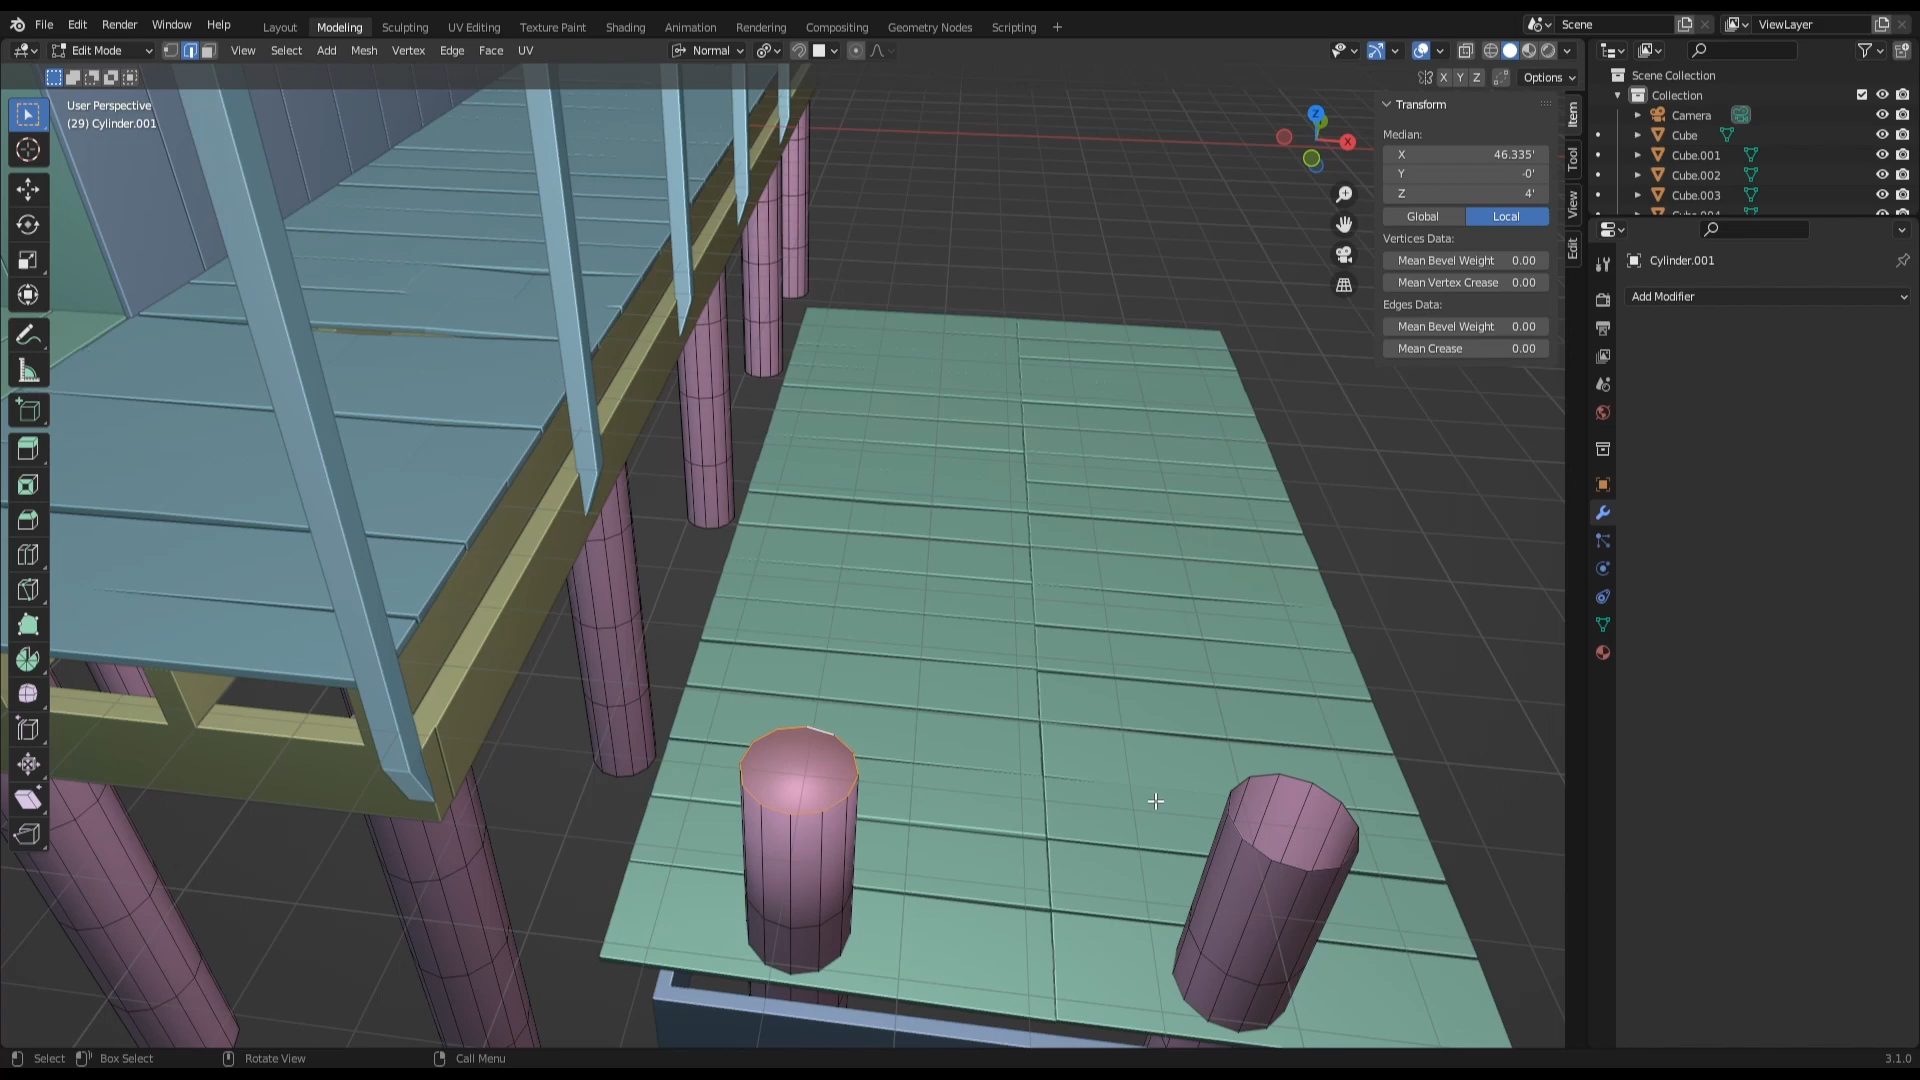 File Edit Render Window Help Layout Modeling Sculpting UV Editing Texture Paint Shading Animation Rendering Compositing Geometry Nodes Scripting + Scene ViewLayer
Edit Mode View Select Add Mesh Vertex Edge Face UV Normal
X Y Z Options
User Perspective
(29) Cylinder.001
Z
X
Transform
Median:
X 46.335'
Y -0'
Z 4'
Global Local
Vertices Data:
Mean Bevel Weight 0.00
Mean Vertex Crease 0.00
Edges Data:
Mean Bevel Weight 0.00
Mean Crease 0.00
Item
Tool
View
Edit
Scene Collection
Collection
Camera
Cube
Cube.001
Cube.002
Cube.003
Cube.004
Cylinder.001
Add Modifier
Select Box Select Rotate View Call Menu 3.1.0